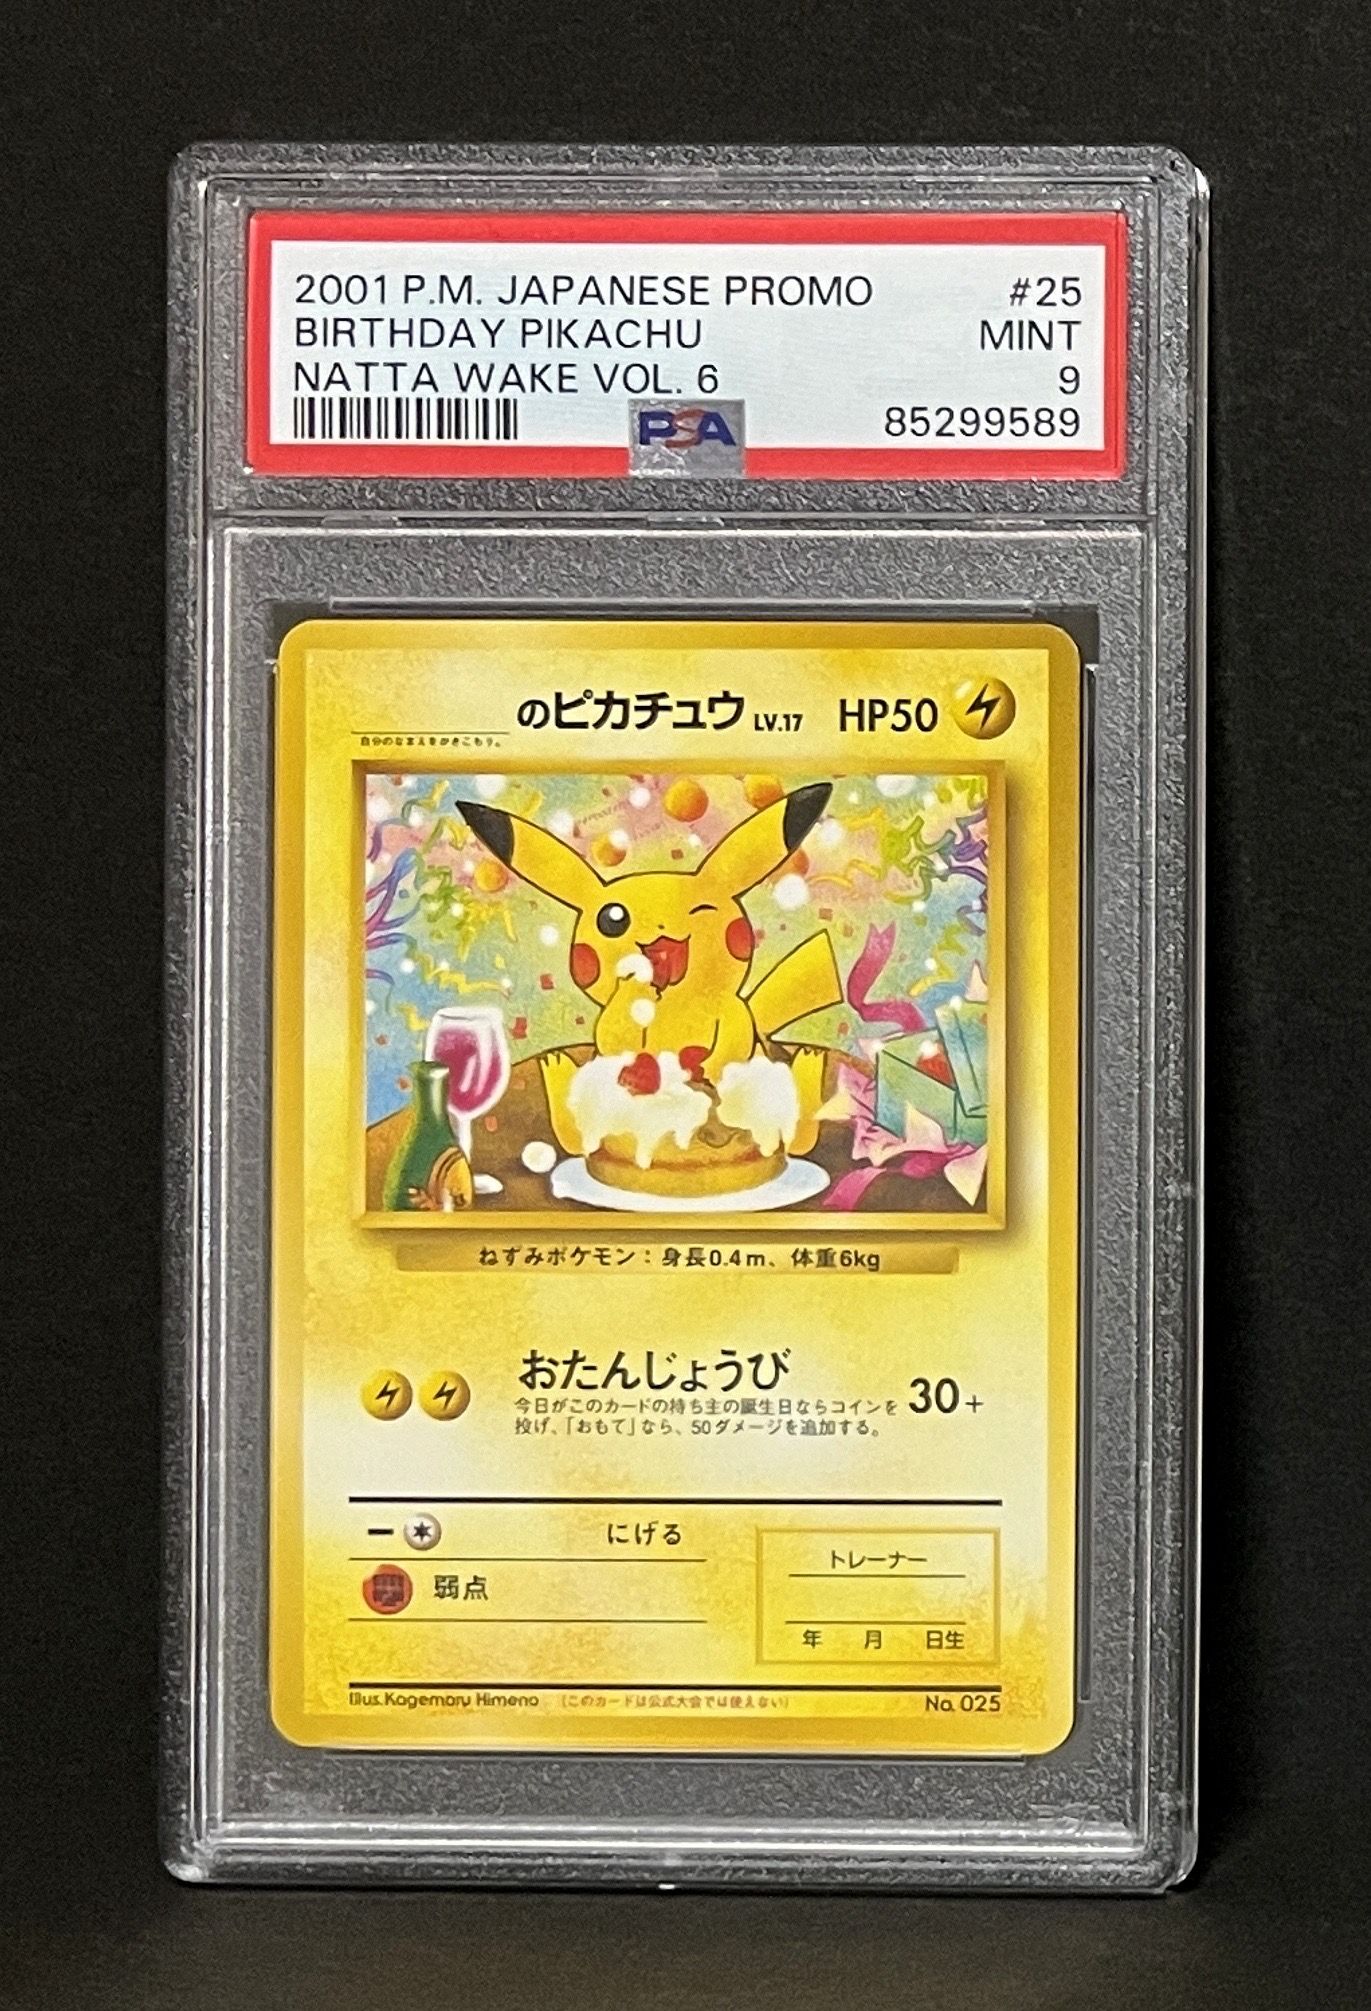 2001 P.M. JAPANESE PROMO #25
BIRTHDAY PIKACHU MINT
NATTA WAKE VOL. 6 9
PSA 85299589
のピカチュウ LV.17 HP50
自分のなまえをかきこもう。
ねずみポケモン：身長0.4m、体重6kg
おたんじょうび 30+
今日がこのカードの持ち主の誕生日ならコインを
投げ、「おもて」なら、50ダメージを追加する。
にげる
弱点
トレーナー
年 月 日生
Illus. Kagemaru Himeno (このカードは公式大会では使えない) No. 025